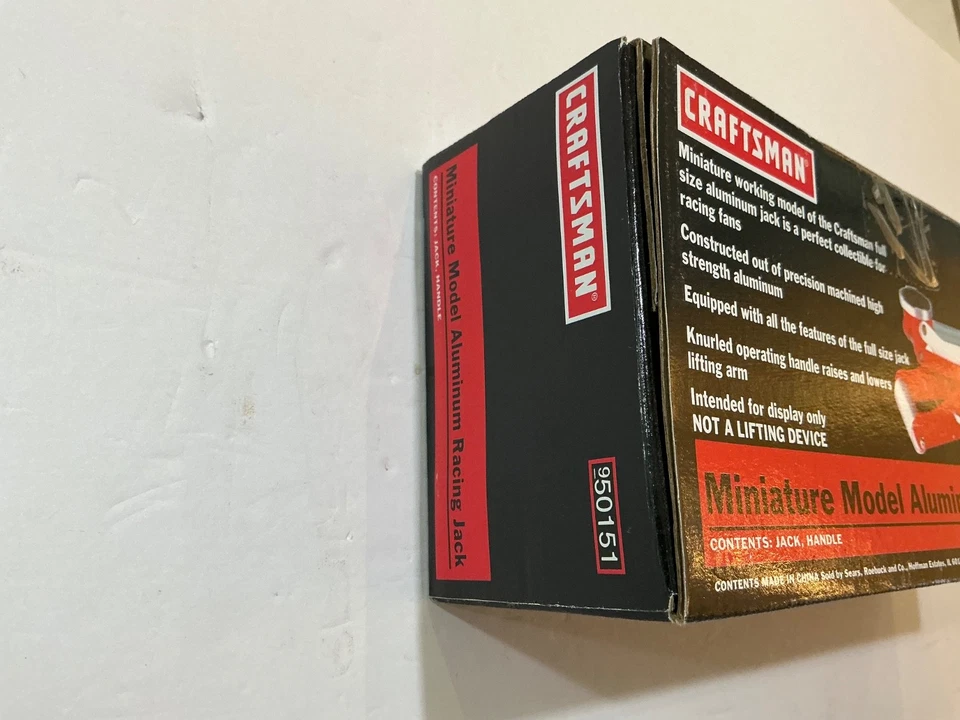 CRAFTSMAN®
Miniature Model Aluminum Racing Jack
CONTENTS: JACK, HANDLE
950151
CRAFTSMAN®
Miniature working model of the Craftsman full
size aluminum jack is a perfect collectible for
racing fans
Constructed out of precision machined high
strength aluminum
Equipped with all the features of the full size jack
Knurled operating handle raises and lowers
lifting arm
Intended for display only
NOT A LIFTING DEVICE
Miniature Model Alumin
CONTENTS: JACK, HANDLE
CONTENTS MADE IN CHINA Sold by Sears, Roebuck and Co., Hoffman Estates, IL